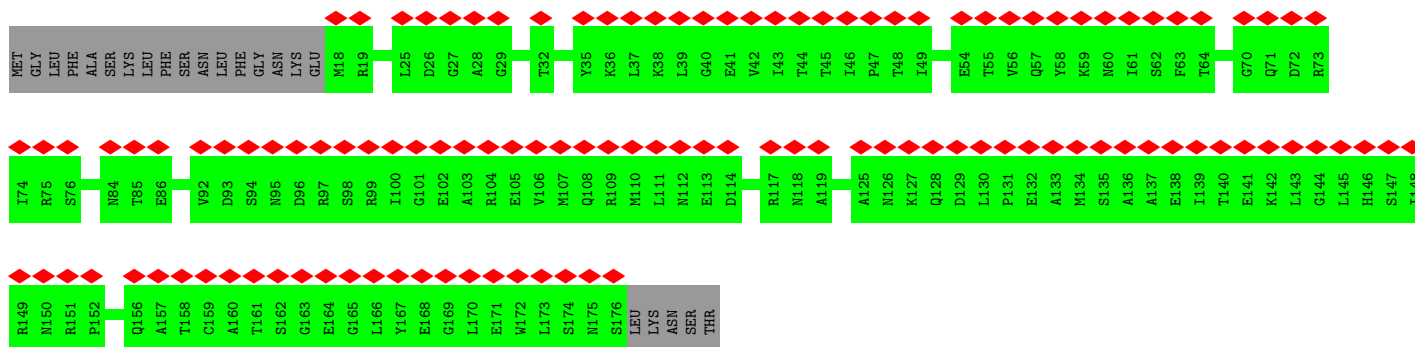 MET GLY LEU PHE ALA SER LYS LEU PHE SER ASN LEU PHE GLY ASN LYS GLU M18 R19 L25 D26 G27 A28 G29 T32 Y35 K36 L37 K38 L39 G40 E41 V42 I43 T44 T45 I46 P47 T48 I49 E54 T55 V56 Q57 Y58 K59 N60 I61 S62 F63 T64 G70 Q71 D72 R73
I74 R75 S76 N84 T85 E86 V92 D93 S94 N95 D96 R97 S98 R99 I100 G101 E102 A103 R104 E105 V106 M107 Q108 R109 M110 L111 N112 E113 D114 R117 N118 A119 A125 N126 K127 Q128 D129 L130 P131 E132 A133 M134 S135 A136 A137 E138 I139 T140 E141 K142 L143 G144 L145 H146 S147 I148
R149 N150 R151 P152 Q156 A157 T158 C159 A160 T161 S162 G163 E164 G165 L166 Y167 E168 G169 L170 E171 W172 L173 S174 N175 S176 LEU LYS ASN SER THR